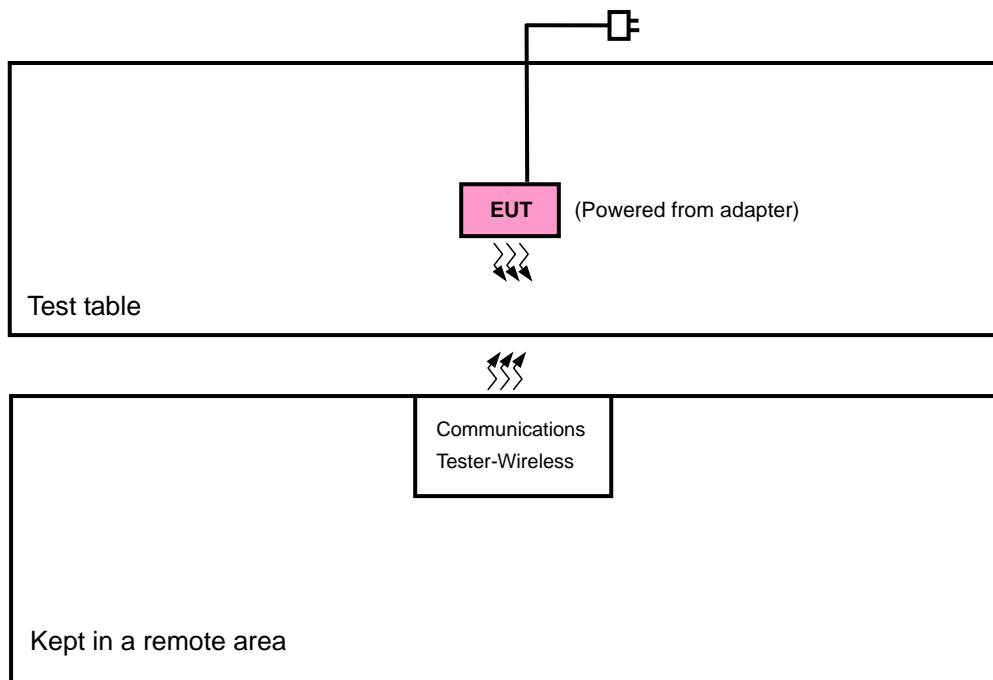 EUT
(Powered from adapter)
Test table
Communications
Tester-Wireless
Kept in a remote area